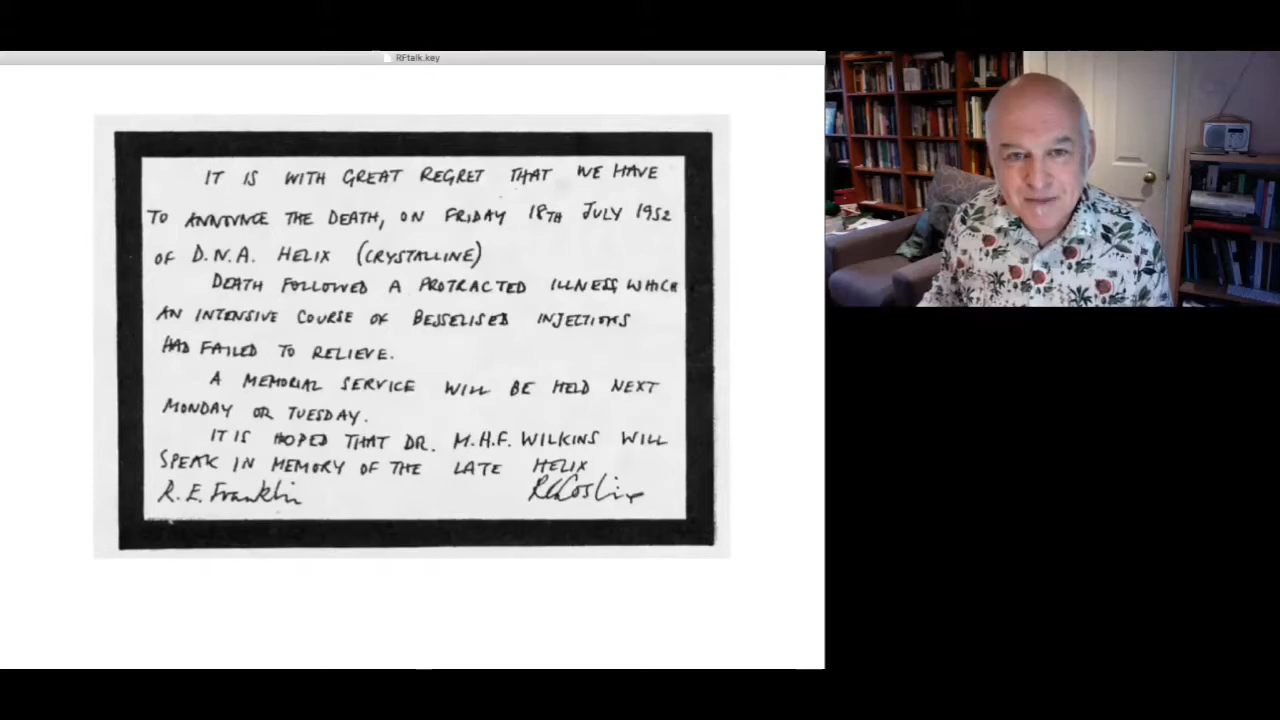 RFtalk.key
IT IS WITH GREAT REGRET THAT WE HAVE
TO ANNOUNCE THE DEATH, ON FRIDAY 18TH JULY 1952
OF D.N.A. HELIX (CRYSTALLINE)
DEATH FOLLOWED A PROTRACTED ILLNESS WHICH
AN INTENSIVE COURSE OF BESSELISED INJECTIONS
HAD FAILED TO RELIEVE.
A MEMORIAL SERVICE WILL BE HELD NEXT
MONDAY OR TUESDAY.
IT IS HOPED THAT DR. M.H.F. WILKINS WILL
SPEAK IN MEMORY OF THE LATE HELIX
R. E. Franklin